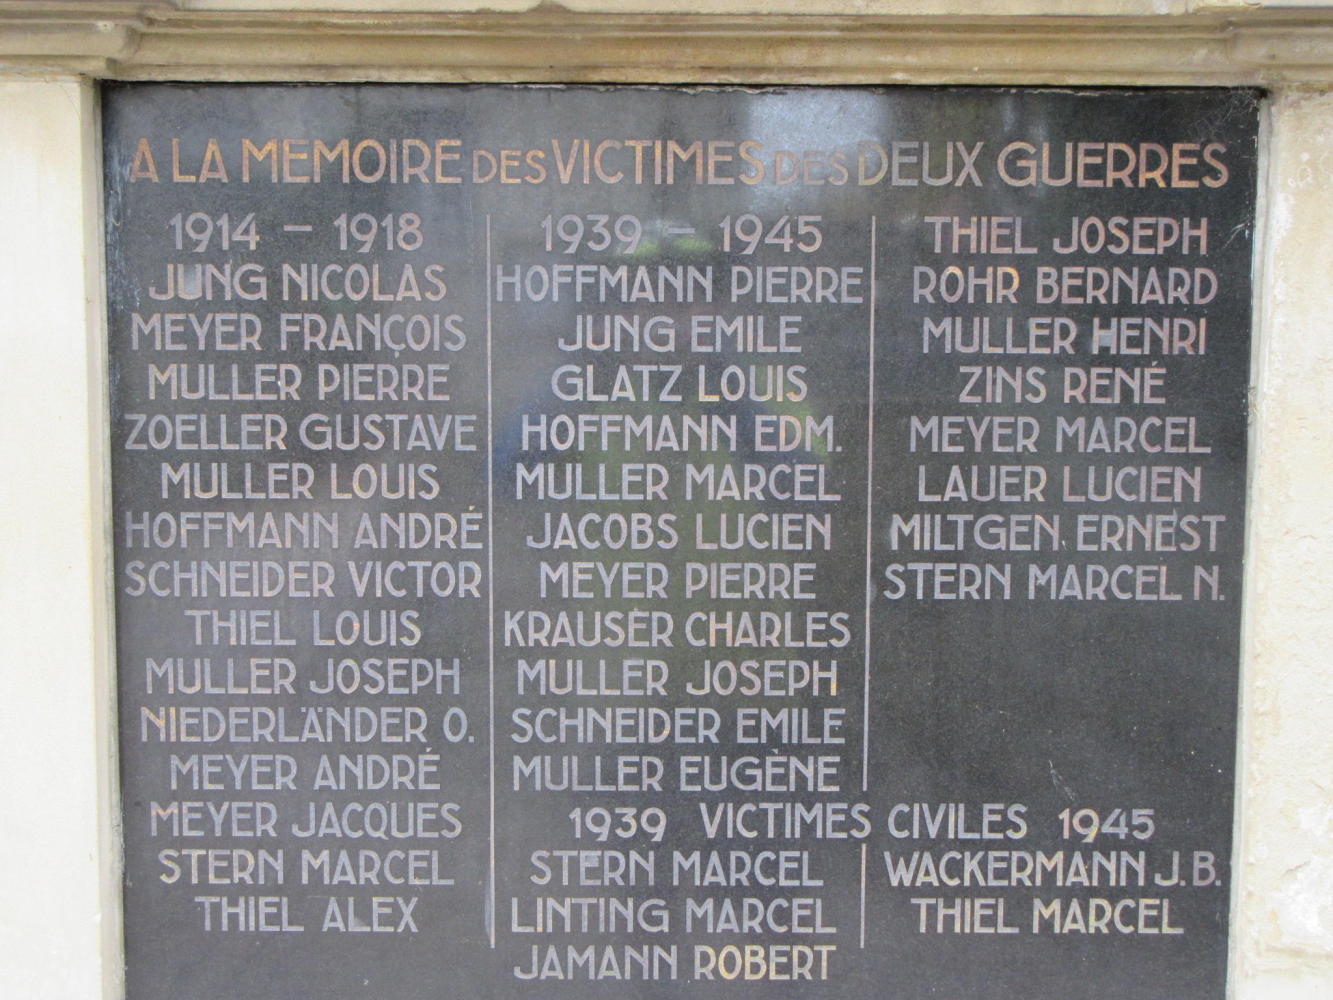 A LA MEMOIRE DES VICTIMES DES DEUX GUERRES
1914 – 1918
JUNG NICOLAS
MEYER FRANÇOIS
MULLER PIERRE
ZOELLER GUSTAVE
MULLER LOUIS
HOFFMANN ANDRÉ
SCHNEIDER VICTOR
THIEL LOUIS
MULLER JOSEPH
NIEDERLÄNDER O.
MEYER ANDRÉ
MEYER JACQUES
STERN MARCEL
THIEL ALEX
1939 – 1945
HOFFMANN PIERRE
JUNG EMILE
GLATZ LOUIS
HOFFMANN EDM.
MULLER MARCEL
JACOBS LUCIEN
MEYER PIERRE
KRAUSER CHARLES
MULLER JOSEPH
SCHNEIDER EMILE
MULLER EUGÈNE
THIEL JOSEPH
ROHR BERNARD
MULLER HENRI
ZINS RENÉ
MEYER MARCEL
LAUER LUCIEN
MILTGEN ERNEST
STERN MARCEL N.
1939 VICTIMES CIVILES 1945
STERN MARCEL
LINTING MARCEL
JAMANN ROBERT
WACKERMANN J.B.
THIEL MARCEL